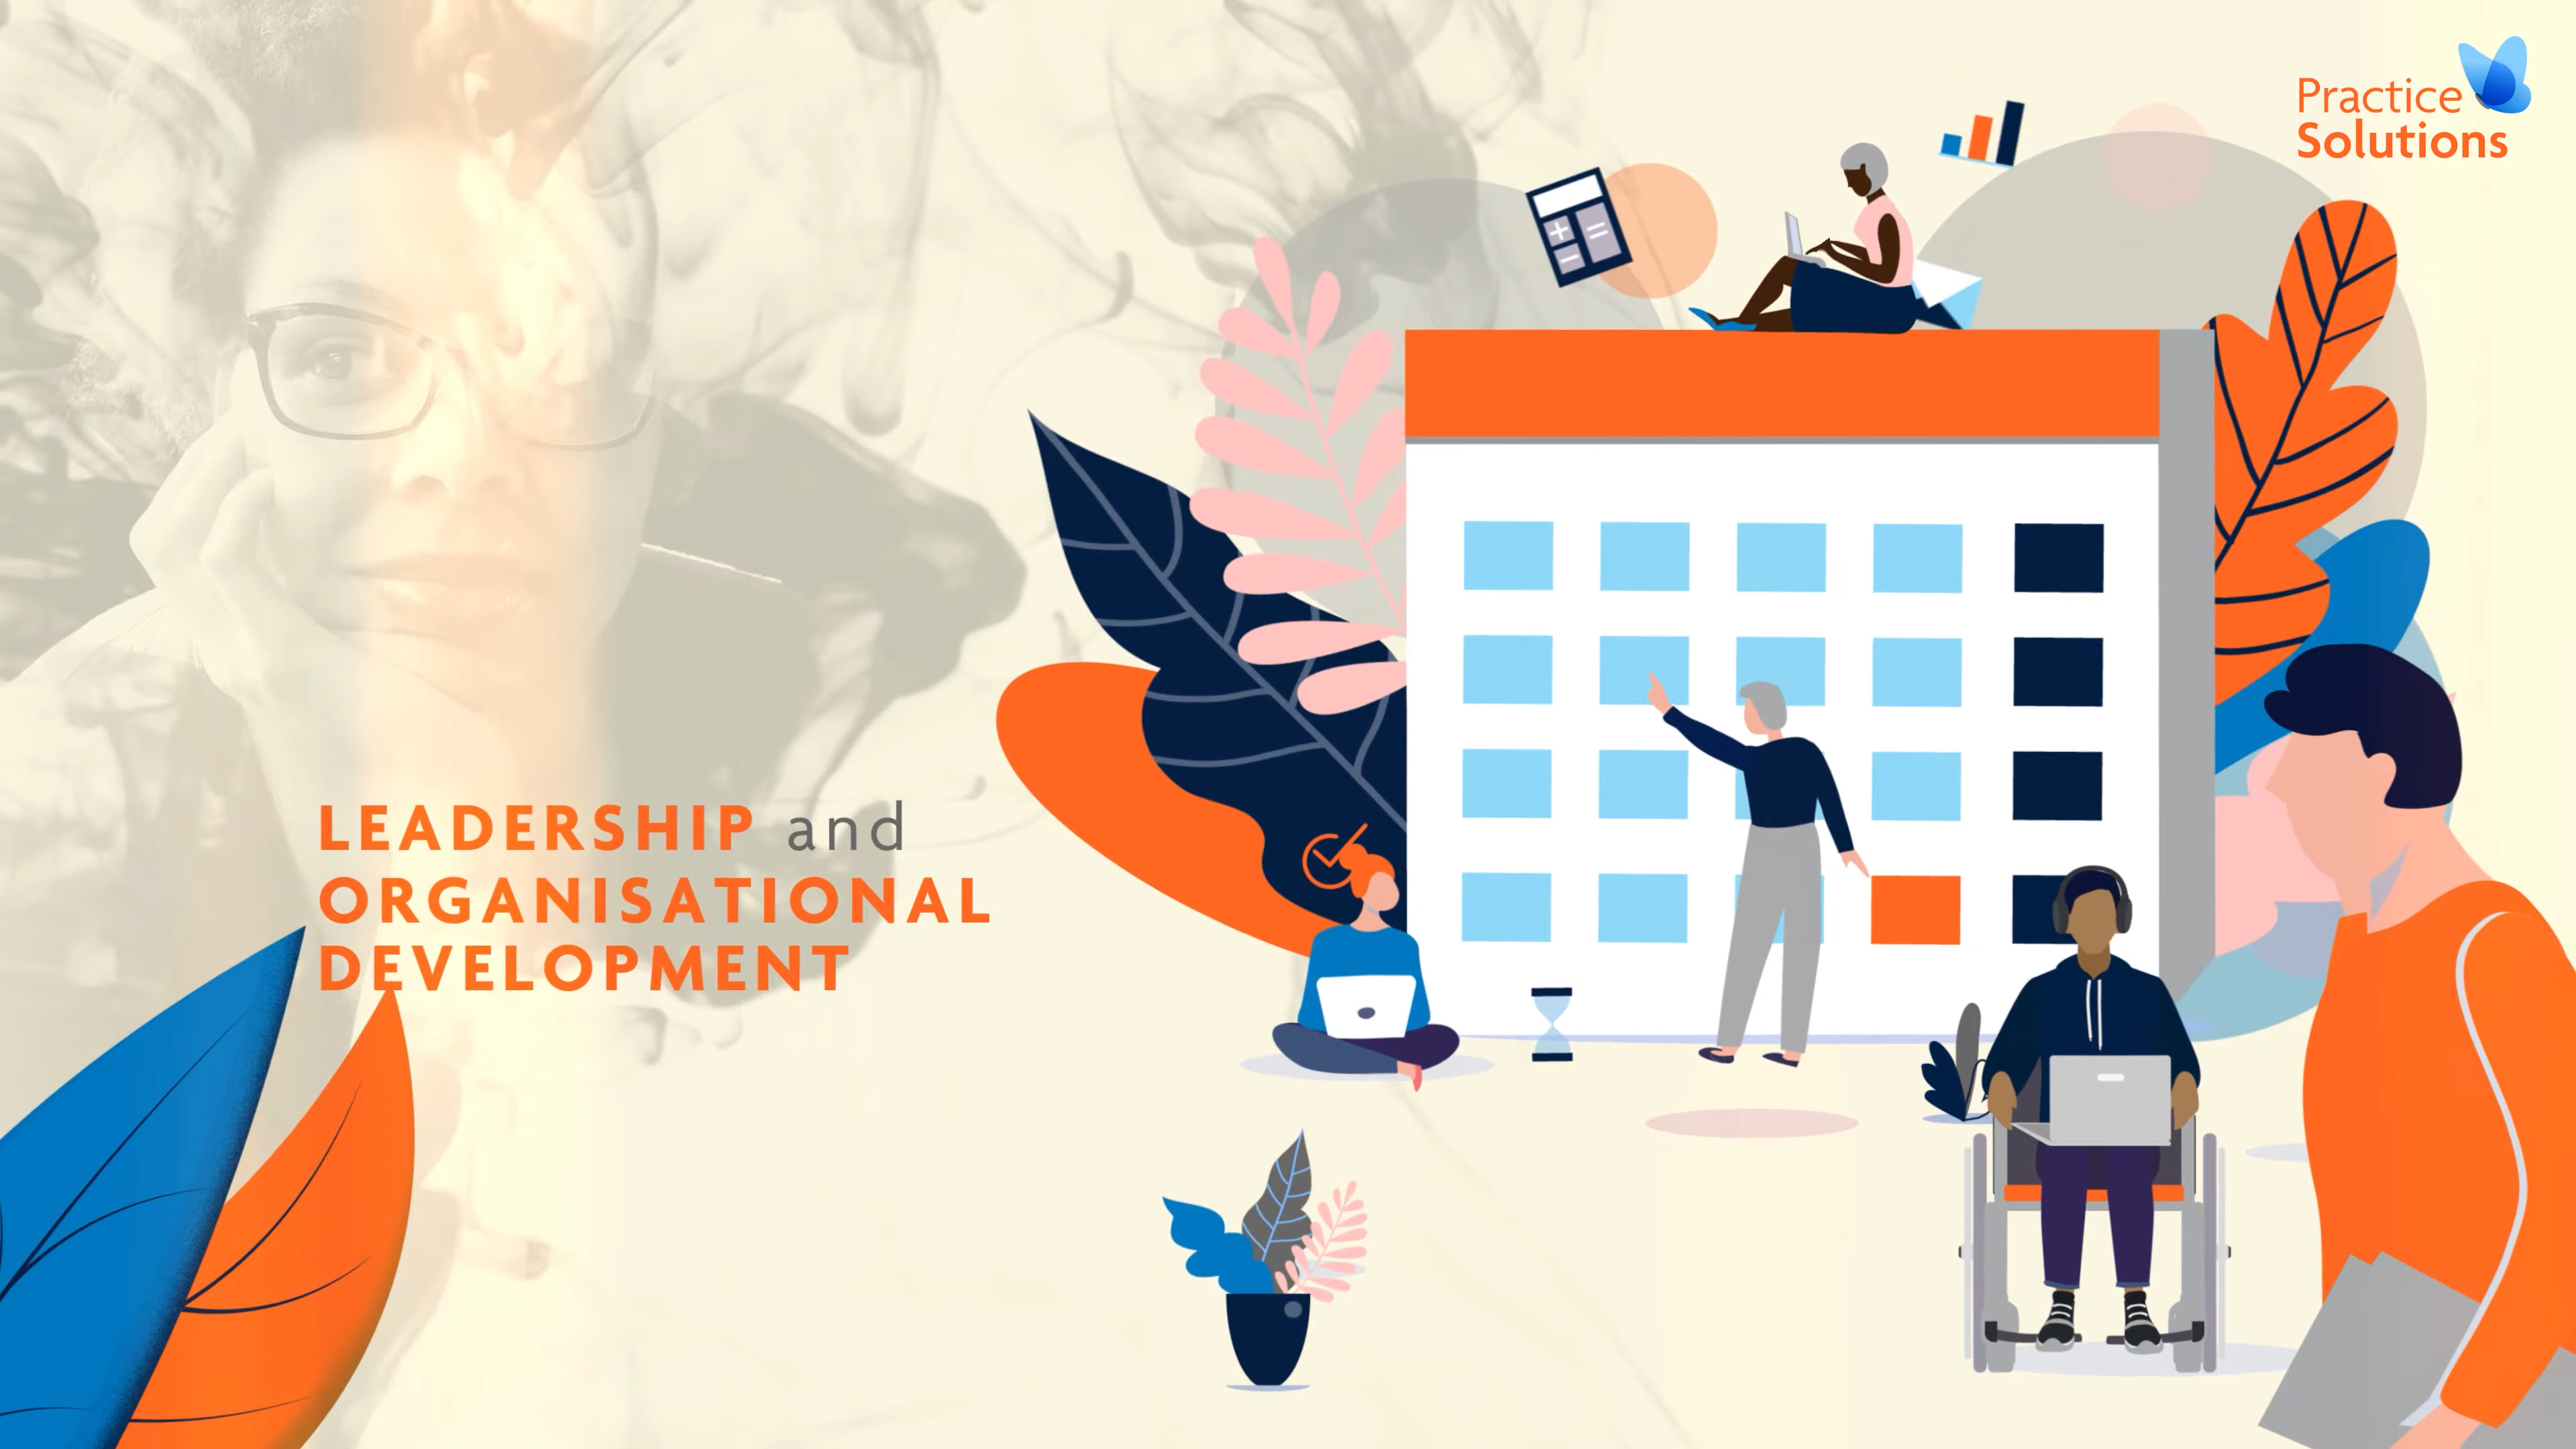 Practice
Solutions
LEADERSHIP and
ORGANISATIONAL
DEVELOPMENT